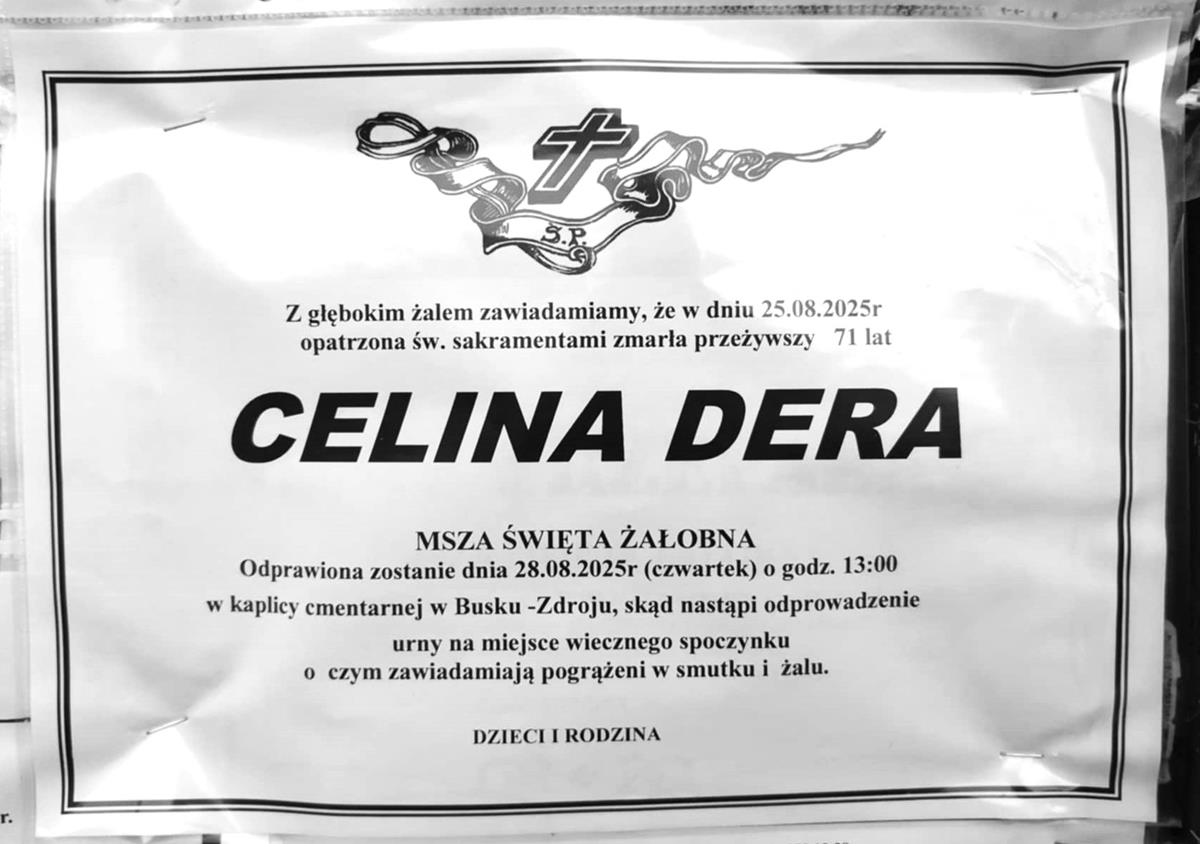 Ś.P.
Z głębokim żalem zawiadamiamy, że w dniu 25.08.2025r
opatrzona św. sakramentami zmarła przeżywszy 71 lat
CELINA DERA
MSZA ŚWIĘTA ŻAŁOBNA
Odprawiona zostanie dnia 28.08.2025r (czwartek) o godz. 13:00
w kaplicy cmentarnej w Busku -Zdroju, skąd nastąpi odprowadzenie
urny na miejsce wiecznego spoczynku
o czym zawiadamiają pogrążeni w smutku i żalu.
DZIECI I RODZINA
r.